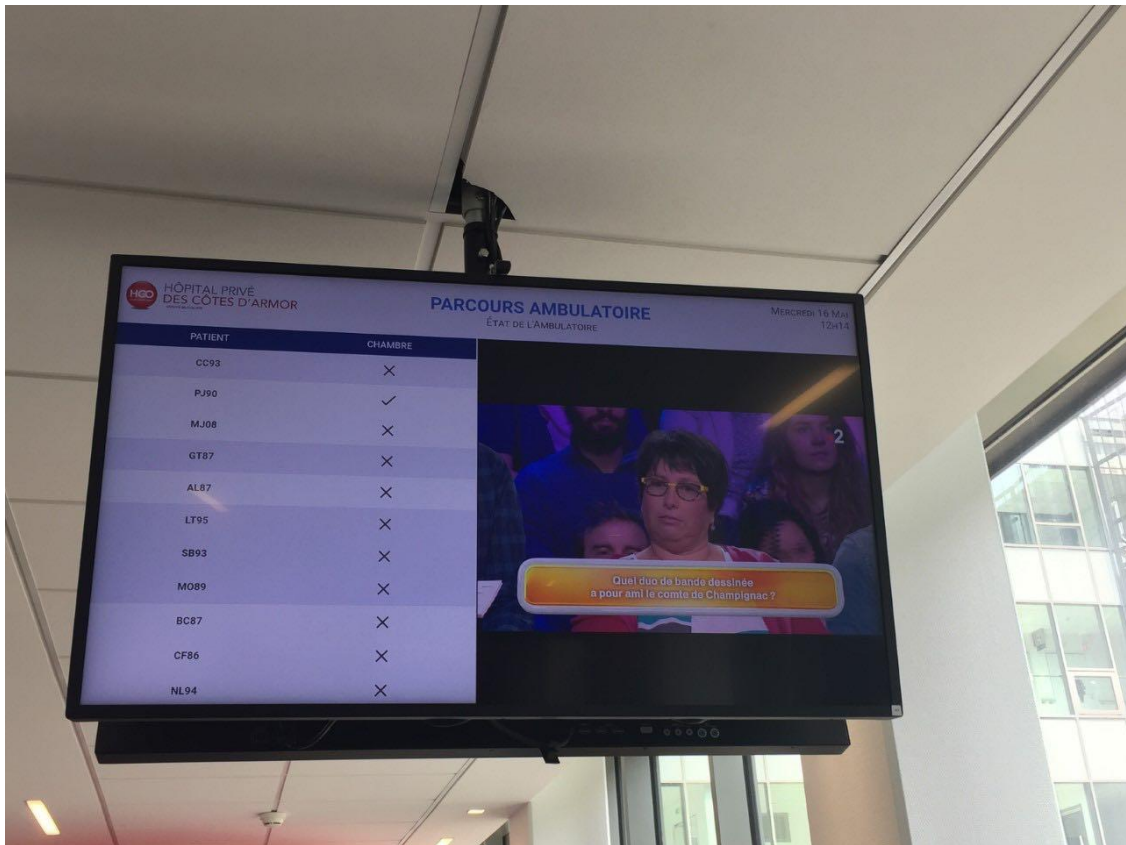 HGO
HÔPITAL PRIVÉ
DES CÔTES D'ARMOR
PARCOURS AMBULATOIRE
ÉTAT DE L'AMBULATOIRE
MERCREDI 16 MAI
12H14
PATIENT CHAMBRE
CC93
PJ90
MJ08
GT87
AL87
LT95
SB93
MO89
BC87
CF86
NL94
2
Quel duo de bande dessinée
a pour ami le comte de Champignac ?